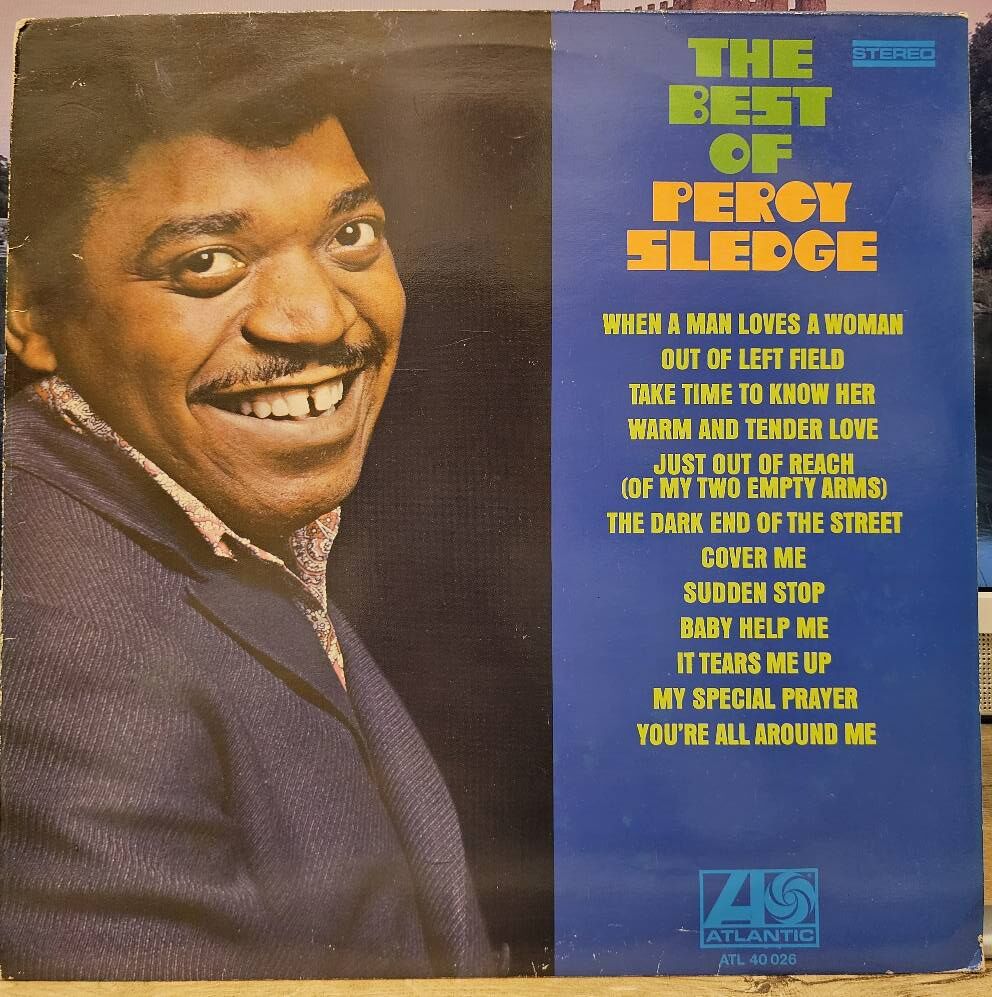 THE
BEST
OF
PERCY
SLEDGE
STEREO
WHEN A MAN LOVES A WOMAN
OUT OF LEFT FIELD
TAKE TIME TO KNOW HER
WARM AND TENDER LOVE
JUST OUT OF REACH
(OF MY TWO EMPTY ARMS)
THE DARK END OF THE STREET
COVER ME
SUDDEN STOP
BABY HELP ME
IT TEARS ME UP
MY SPECIAL PRAYER
YOU'RE ALL AROUND ME
ATLANTIC
ATL 40 026